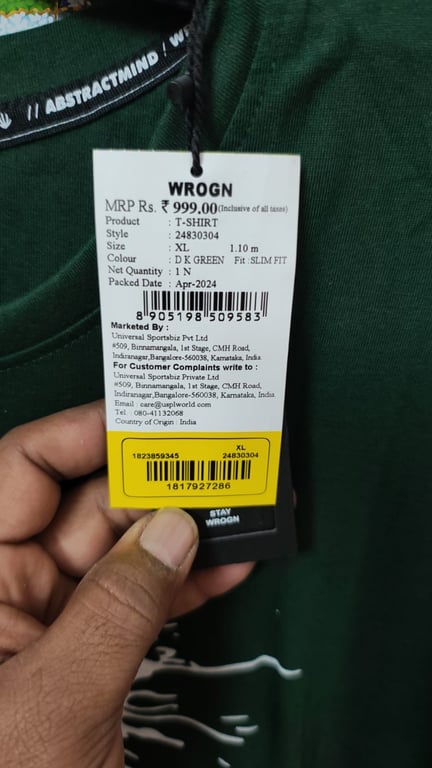 // ABSTRACTMIND / W
WROGN
MRP Rs. ₹ 999.00 (Inclusive of all taxes)
Product : T-SHIRT
Style : 24830304
Size : XL 1.10 m
Colour : D K GREEN Fit :SLIM FIT
Net Quantity : 1 N
Packed Date : Apr-2024
8 905198 509583
Marketed By :
Universal Sportsbiz Pvt Ltd
#509, Binnamangala, 1st Stage, CMH Road,
Indiranagar,Bangalore-560038, Karnataka, India.
For Customer Complaints write to :
Universal Sportsbiz Private Ltd
#509, Binnamangala, 1st Stage, CMH Road,
Indiranagar,Bangalore-560038, Karnataka, India.
Email : care@usplworld.com
Tel. 080-41132068
Country of Origin : India
XL
1823859345 24830304
1817927286
STAY
WROGN